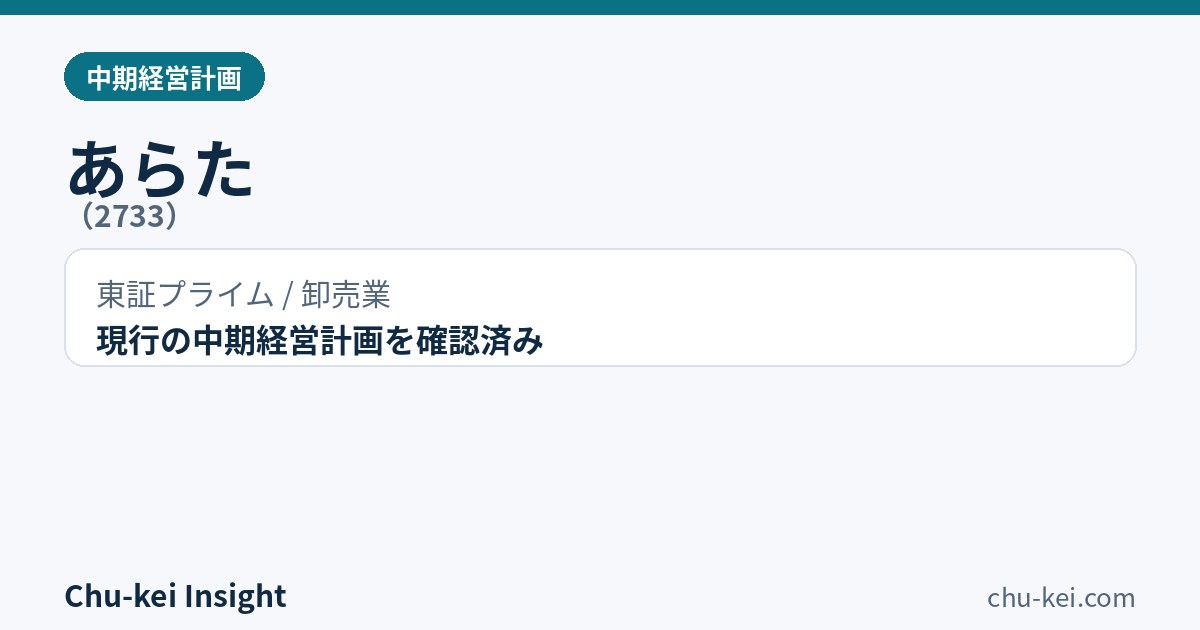 中期経営計画
あらた
（2733）
東証プライム / 卸売業
現行の中期経営計画を確認済み
Chu-kei Insight
chu-kei.com